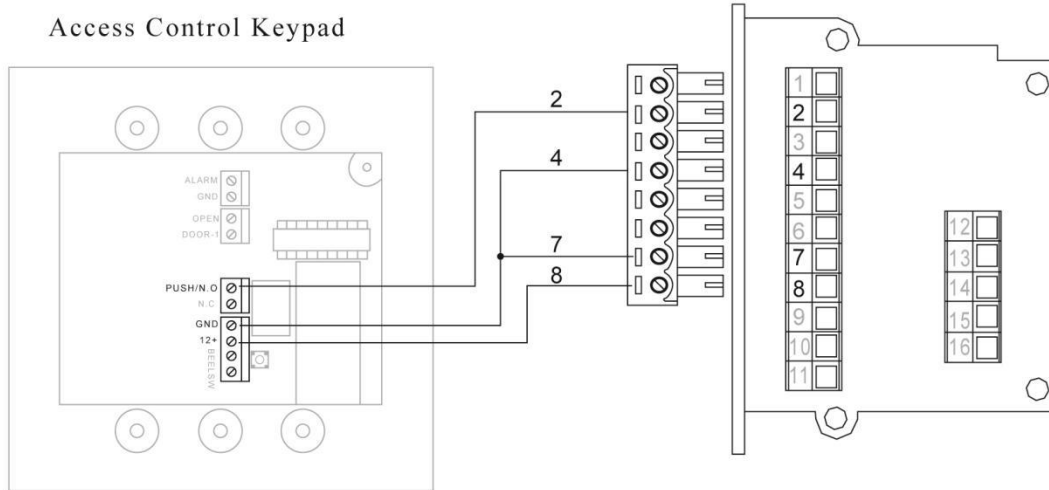 Access Control Keypad
ALARM
GND
OPEN
DOOR-1
PUSH/N.O
N.C
GND
12+
BEELSW
2
4
7
8
1
2
3
4
5
6
7
8
9
10
11
12
13
14
15
16